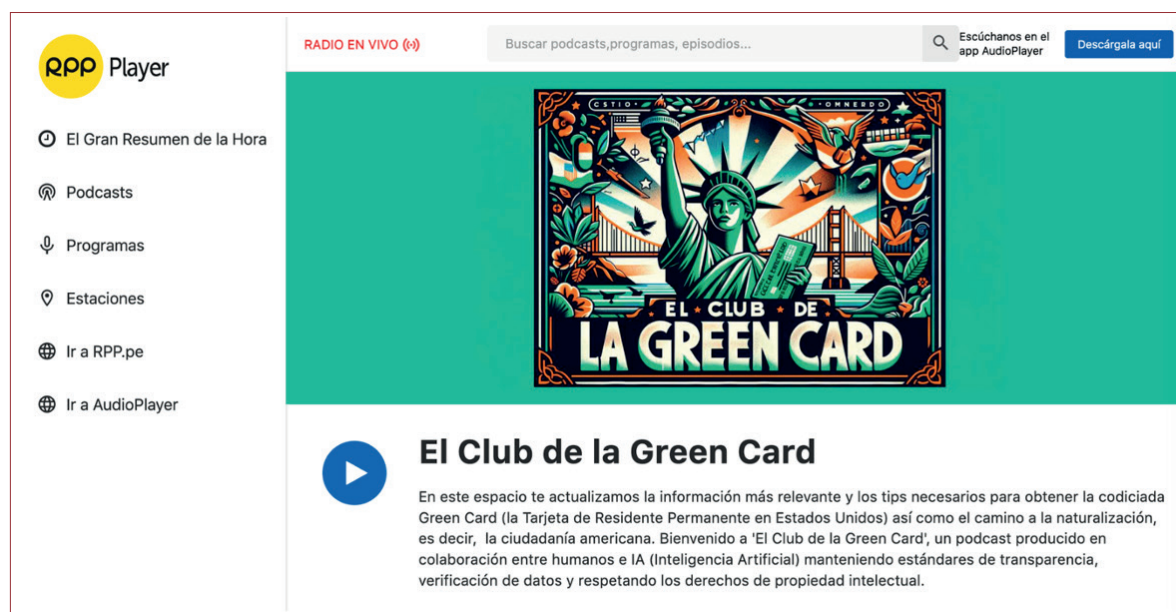 RPP Player
El Gran Resumen de la Hora
Podcasts
Programas
Estaciones
Ir a RPP.pe
Ir a AudioPlayer
RADIO EN VIVO
Buscar podcasts,programas, episodios...
Escúchanos en el
app AudioPlayer
Descárgala aquí
CSTIO
OMNERDO
EL CLUB DE
LA GREEN CARD
El Club de la Green Card
En este espacio te actualizamos la información más relevante y los tips necesarios para obtener la codiciada
Green Card (la Tarjeta de Residente Permanente en Estados Unidos) así como el camino a la naturalización,
es decir, la ciudadanía americana. Bienvenido a 'El Club de la Green Card', un podcast producido en
colaboración entre humanos e IA (Inteligencia Artificial) manteniendo estándares de transparencia,
verificación de datos y respetando los derechos de propiedad intelectual.